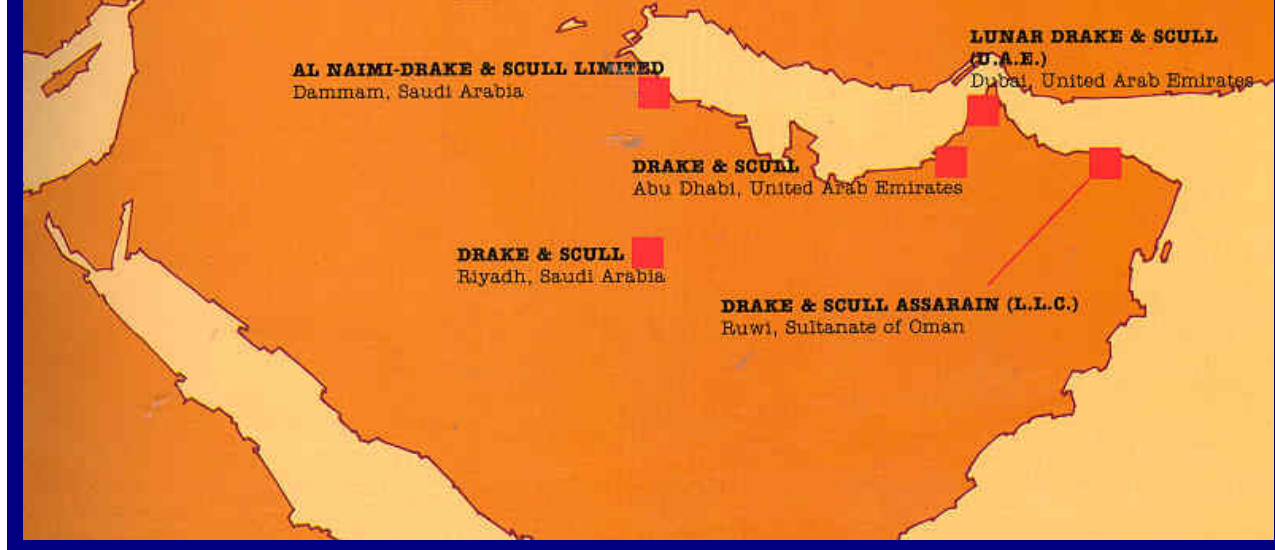 LUNAR DRAKE & SCULL
(U.A.E.)
Dubai, United Arab Emirates
AL NAIMI-DRAKE & SCULL LIMITED
Dammam, Saudi Arabia
DRAKE & SCULL
Abu Dhabi, United Arab Emirates
DRAKE & SCULL
Riyadh, Saudi Arabia
DRAKE & SCULL ASSARAIN (L.L.C.)
Ruwi, Sultanate of Oman